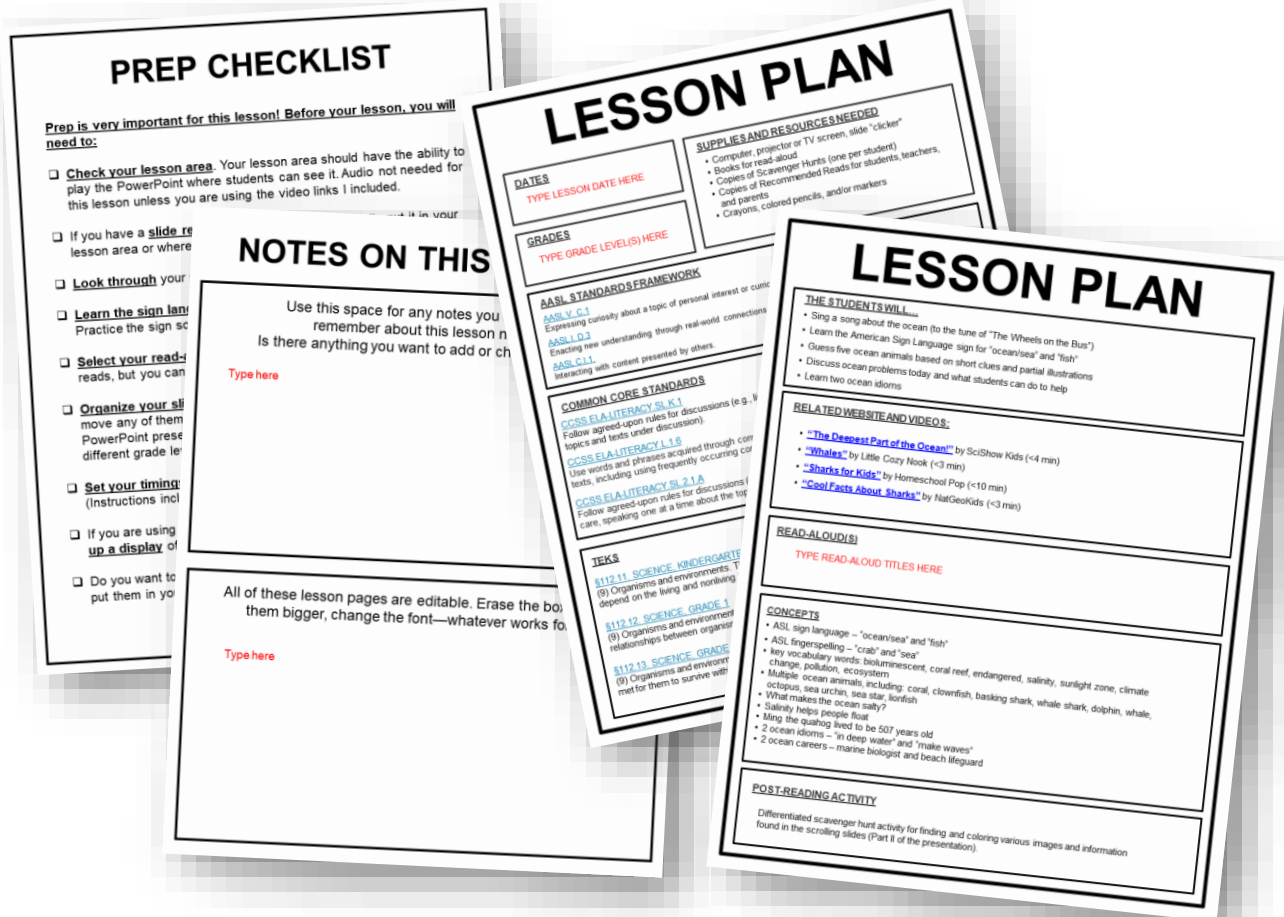 PREP CHECKLIST
Prep is very important for this lesson! Before your lesson, you will
need to:
❑ Check your lesson area. Your lesson area should have the ability to
play the PowerPoint where students can see it. Audio not needed for
this lesson unless you are using the video links I included.
❑ If you have a slide
lesson area or where
❑ Look through your
❑ Learn the sign
Practice the sign
❑ Select your
reads, but you can
❑ Organize your
move any of them
PowerPoint
different grade
❑ Set your
(Instructions
❑ If you are using
up a display
❑ Do you want to
put them in
it in your
NOTES ON THIS
Use this space for any notes you
remember about this lesson
Is there anything you want to add or
Type here
All of these lesson pages are editable. Erase the
them bigger, change the font—whatever works
Type here
LESSON PLAN
DATES
TYPE LESSON DATE HERE
GRADES
TYPE GRADE LEVEL(S) HERE
SUPPLIES AND RESOURCES NEEDED
• Computer, projector or TV screen, slide "clicker"
• Books for read-aloud
• Copies of Scavenger Hunts (one per student)
• Copies of Recommended Reads for students, teachers,
and parents
• Crayons, colored pencils, and/or markers
AASL STANDARDS FRAMEWORK
AASL V. C.1
Expressing curiosity about a topic of personal interest or
AASL I. D.3
Enacting new understanding through real-world connections
AASL C.I.1.
Interacting with content presented by others.
COMMON CORE STANDARDS
CCSS.ELA-LITERACY.SL.K.1
Follow agreed-upon rules for discussions (e.g.,
topics and texts under discussion).
CCSS.ELA-LITERACY.L.1.6
Use words and phrases acquired through
texts, including using frequently occurring
CCSS.ELA-LITERACY.SL.2.1.A
Follow agreed-upon rules for discussions
care, speaking one at a time about the
TEKS
§112.11. SCIENCE, KINDERGARTE
(9) Organisms and environments.
depend on the living and nonliving
§112.12. SCIENCE, GRADE 1
(9) Organisms and environment
relationships between
§112.13. SCIENCE, GRADE
(9) Organisms and
met for them to survive
LESSON PLAN
THE STUDENTS WILL…
• Sing a song about the ocean (to the tune of "The Wheels on the Bus")
• Learn the American Sign Language sign for "ocean/sea" and "fish"
• Guess five ocean animals based on short clues and partial illustrations
• Discuss ocean problems today and what students can do to help
• Learn two ocean idioms
RELATED WEBSITE AND VIDEOS:
• "The Deepest Part of the Ocean!" by SciShow Kids (<4 min)
• "Whales" by Little Cozy Nook (<3 min)
• "Sharks for Kids" by Homeschool Pop (<10 min)
• "Cool Facts About Sharks" by NatGeoKids (<3 min)
READ-ALOUD(S)
TYPE READ-ALOUD TITLES HERE
CONCEPTS
• ASL sign language – "ocean/sea" and "fish"
• ASL fingerspelling – "crab" and "sea"
• key vocabulary words: bioluminescent, coral reef, endangered, salinity, sunlight zone, climate
change, pollution, ecosystem
• Multiple ocean animals, including: coral, clownfish, basking shark, whale shark, dolphin, whale,
octopus, sea urchin, sea star, lionfish
• What makes the ocean salty?
• Salinity helps people float
• Ming the quahog lived to be 507 years old
• 2 ocean idioms – "in deep water" and "make waves"
• 2 ocean careers – marine biologist and beach lifeguard
POST-READING ACTIVITY
Differentiated scavenger hunt activity for finding and coloring various images and information
found in the scrolling slides (Part II of the presentation).